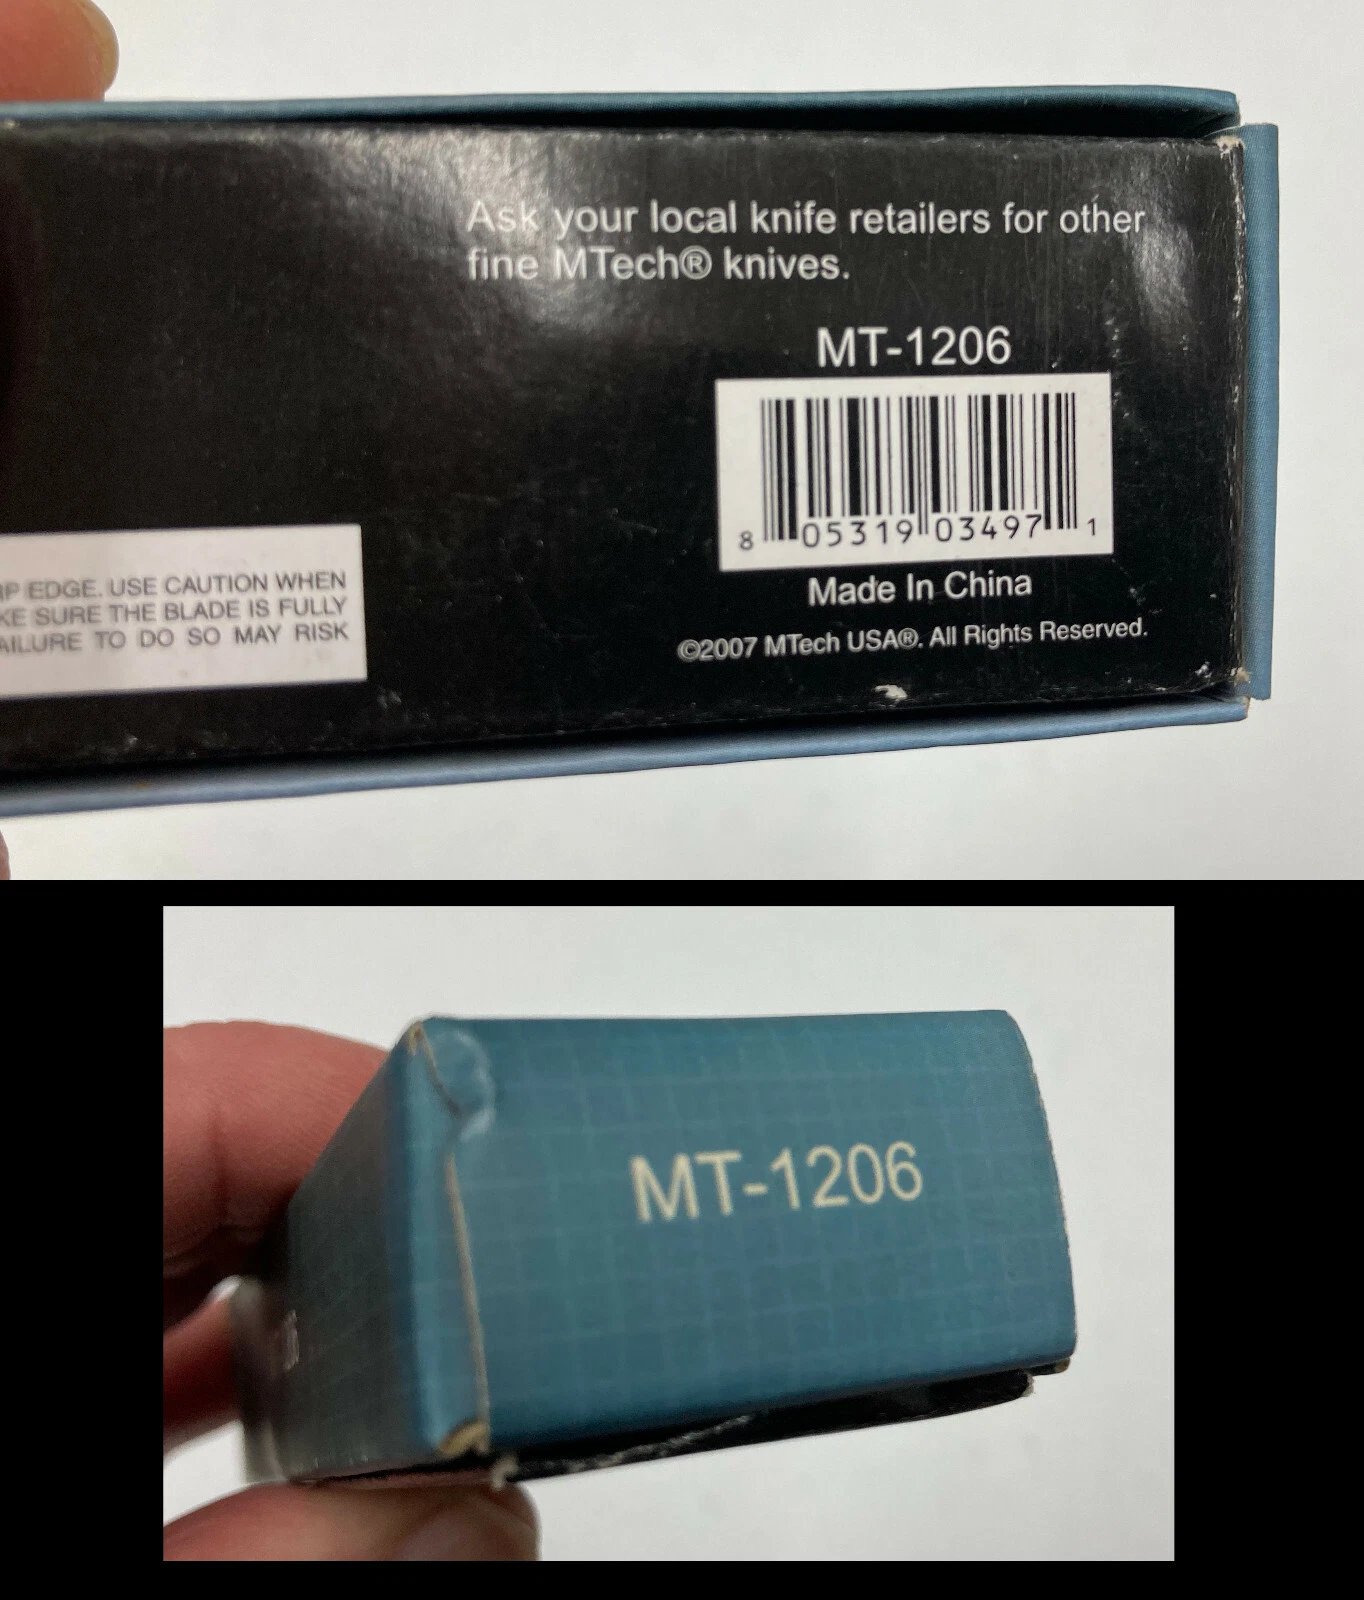 Ask your local knife retailers for other
fine MTech® knives.
MT-1206
8 05319 03497 1
Made In China
©2007 MTech USA®. All Rights Reserved.
EDGE. USE CAUTION WHEN
SURE THE BLADE IS FULLY
TO DO SO MAY RISK
MT-1206